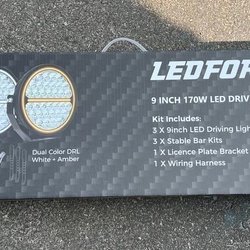 LEDFOR
9 INCH 170W LED DRIV
Kit Includes:
3 X 9inch LED Driving Ligh
3 X Stable Bar Kits
1 X Licence Plate Bracket
1 X Wiring Harness
Dual Color DRL
White + Amber